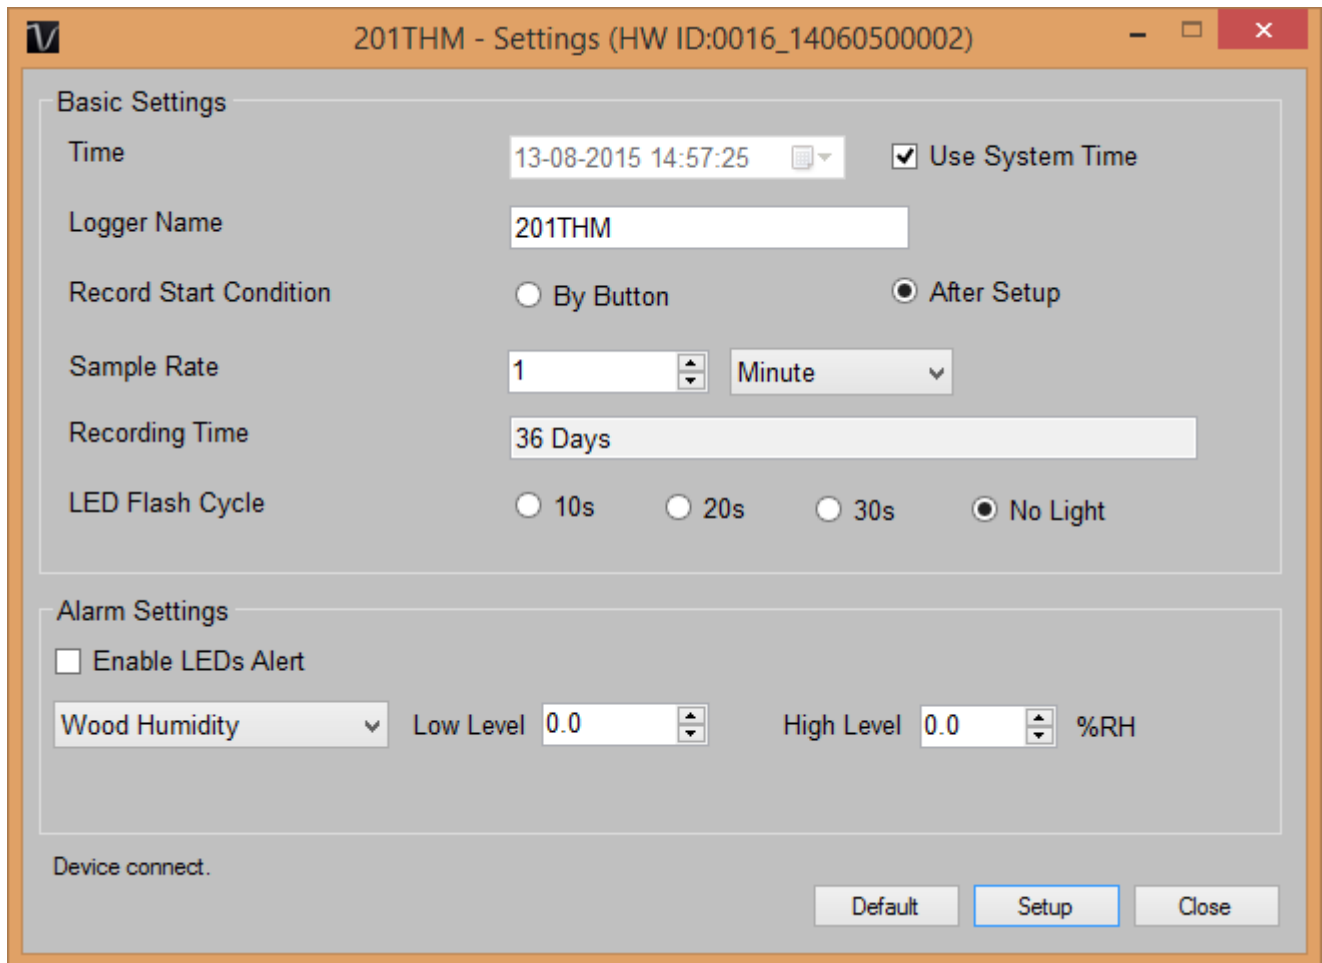 201THM - Settings (HW ID:0016_14060500002)
Basic Settings
Time 13-08-2015 14:57:25 Use System Time
Logger Name 201THM
Record Start Condition By Button After Setup
Sample Rate 1 Minute
Recording Time 36 Days
LED Flash Cycle 10s 20s 30s No Light
Alarm Settings
Enable LEDs Alert
Wood Humidity Low Level 0.0 High Level 0.0 %RH
Device connect.
Default Setup Close